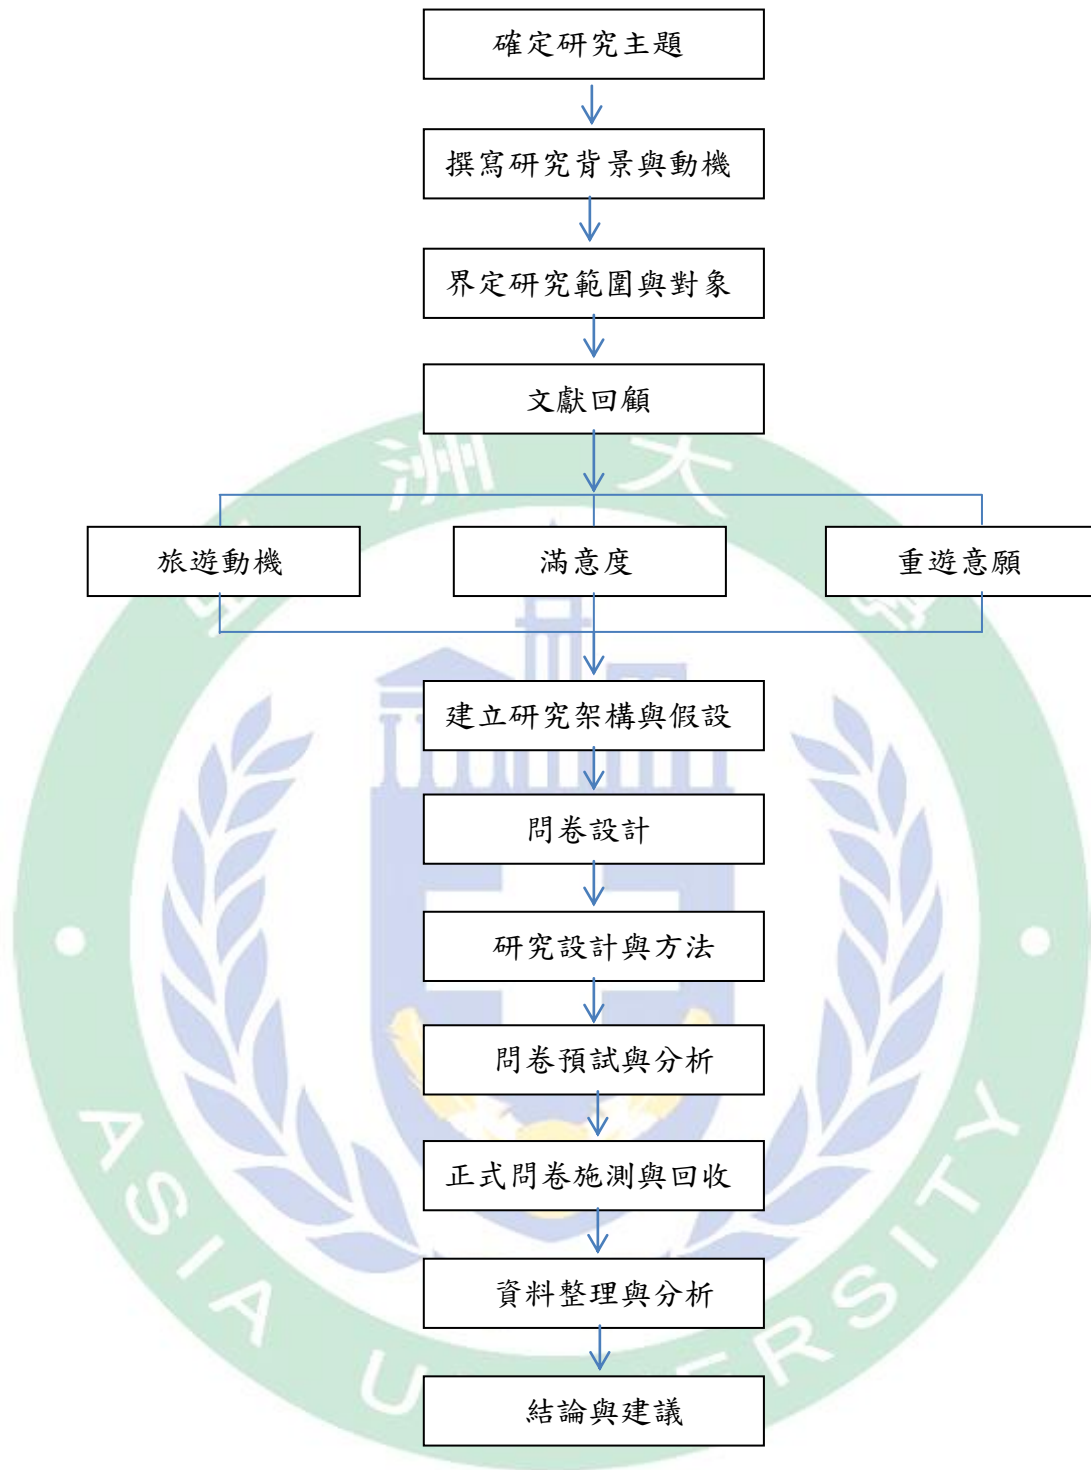 確定研究主題
撰寫研究背景與動機
界定研究範圍與對象
文獻回顧
洲大
旅遊動機
滿意度
重遊意願
建立研究架構與假設
問卷設計
研究設計與方法
問卷預試與分析
正式問卷施測與回收
資料整理與分析
結論與建議
ASIA UNIVERSITY